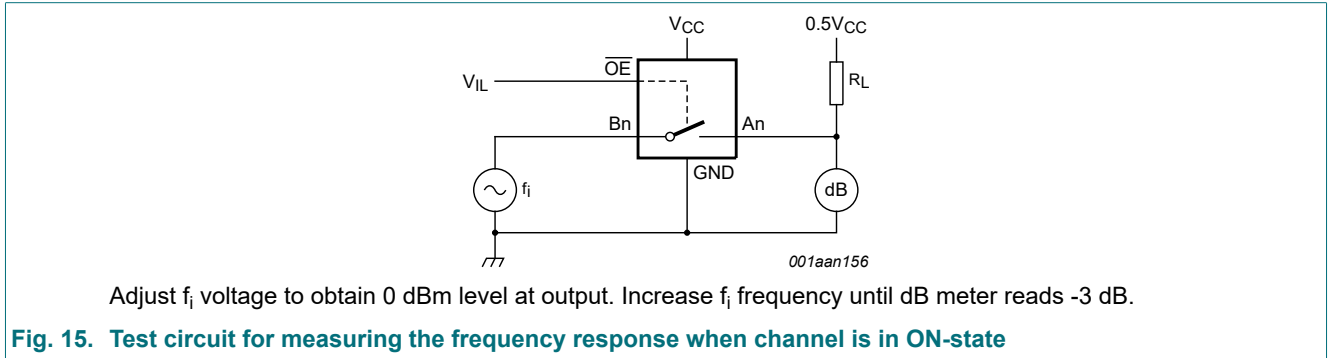 VCC
0.5VCC
OE
VIL
RL
Bn
An
GND
fi
dB
001aan156
Adjust fi voltage to obtain 0 dBm level at output. Increase fi frequency until dB meter reads -3 dB.
Fig. 15. Test circuit for measuring the frequency response when channel is in ON-state